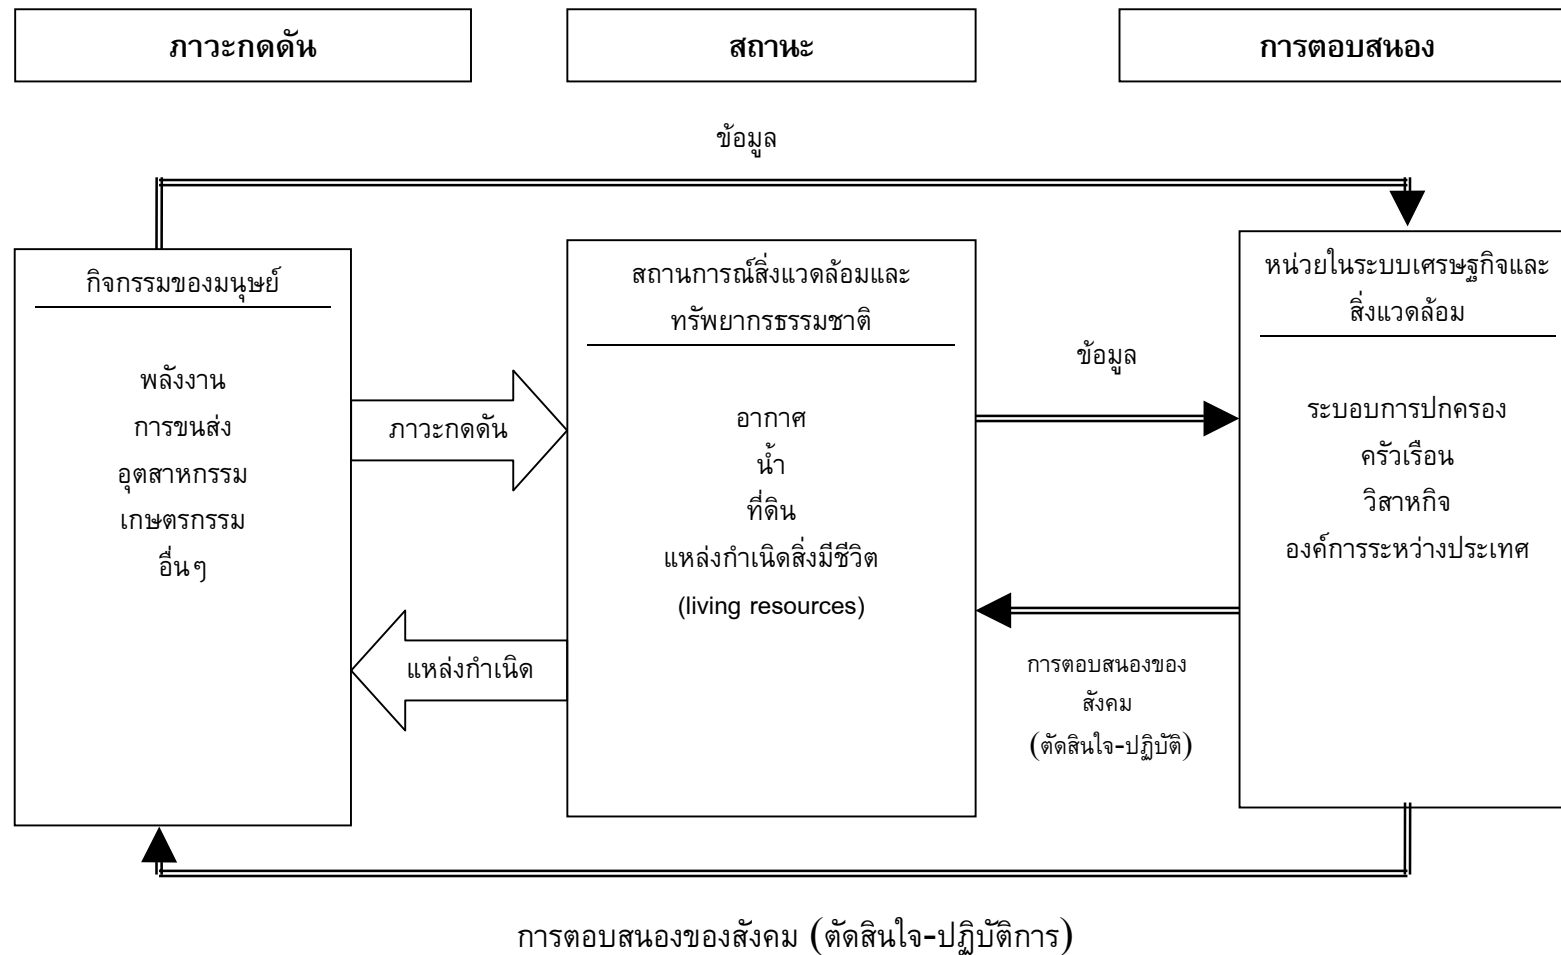 ภาวะกดดัน
สถานะ
การตอบสนอง
ข้อมูล
กิจกรรมของมนุษย์
พลังงาน
การขนส่ง
อุตสาหกรรม
เกษตรกรรม
อื่นๆ
ภาวะกดดัน
แหล่งกำเนิด
สถานการณ์สิ่งแวดล้อมและ
ทรัพยากรธรรมชาติ
อากาศ
น้ำ
ที่ดิน
แหล่งกำเนิดสิ่งมีชีวิต
(living resources)
ข้อมูล
การตอบสนองของ
สังคม
(ตัดสินใจ-ปฏิบัติ)
หน่วยในระบบเศรษฐกิจและ
สิ่งแวดล้อม
ระบอบการปกครอง
ครัวเรือน
วิสาหกิจ
องค์การระหว่างประเทศ
การตอบสนองของสังคม (ตัดสินใจ-ปฏิบัติการ)